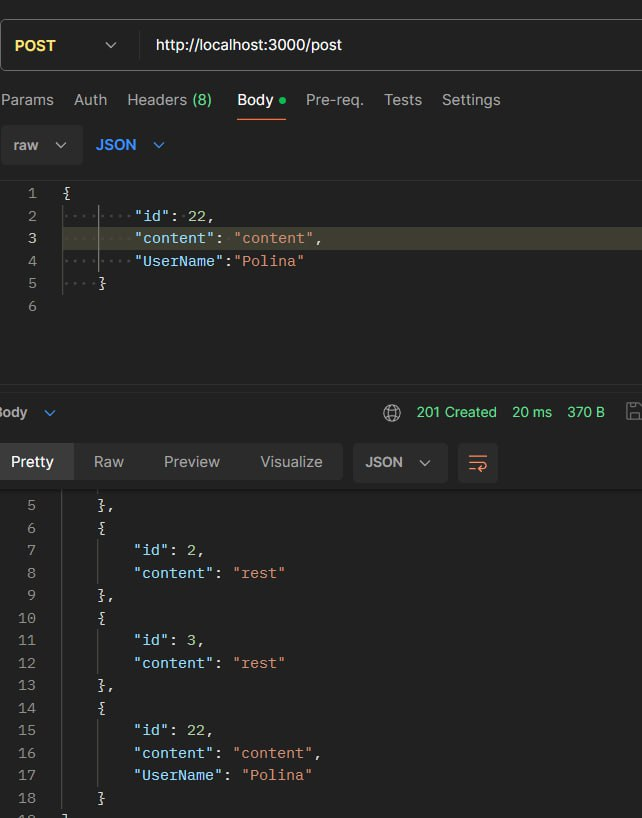 POST http://localhost:3000/post
Params Auth Headers (8) Body Pre-req. Tests Settings
raw JSON
1 {
2 "id": 22,
3 "content": "content",
4 "UserName":"Polina"
5 }
6
Body 201 Created 20 ms 370 B
Pretty Raw Preview Visualize JSON
5 },
6 {
7 "id": 2,
8 "content": "rest"
9 },
10 {
11 "id": 3,
12 "content": "rest"
13 },
14 {
15 "id": 22,
16 "content": "content",
17 "UserName": "Polina"
18 }